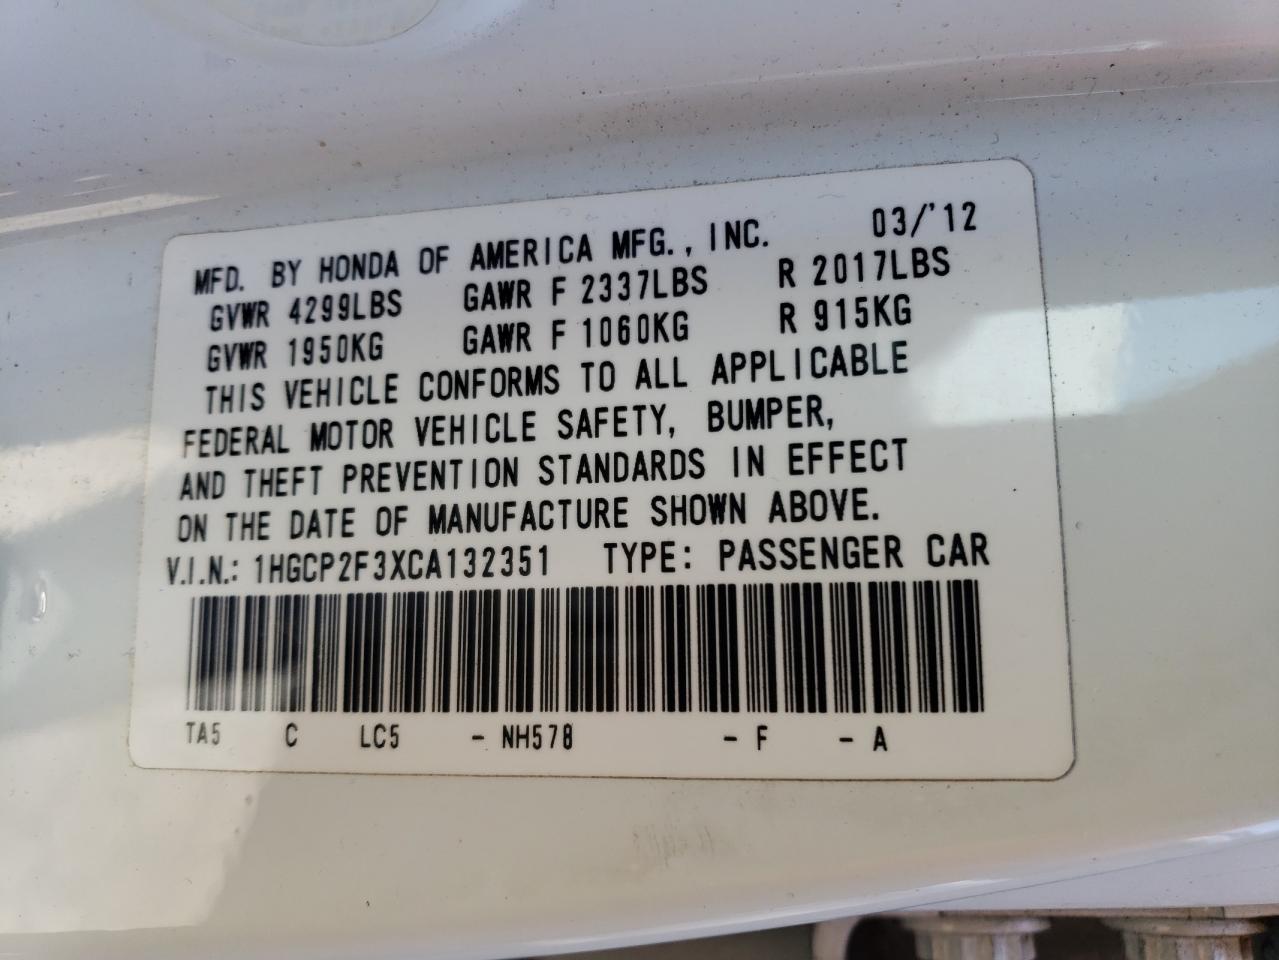 MFD. BY HONDA OF AMERICA MFG., INC. 03/'12
GVWR 4299LBS GAWR F 2337LBS R 2017LBS
GVWR 1950KG GAWR F 1060KG R 915KG
THIS VEHICLE CONFORMS TO ALL APPLICABLE
FEDERAL MOTOR VEHICLE SAFETY, BUMPER,
AND THEFT PREVENTION STANDARDS IN EFFECT
ON THE DATE OF MANUFACTURE SHOWN ABOVE.
V.I.N.: 1HGCP2F3XCA132351 TYPE: PASSENGER CAR
TA5 C LC5 - NH578 - F - A